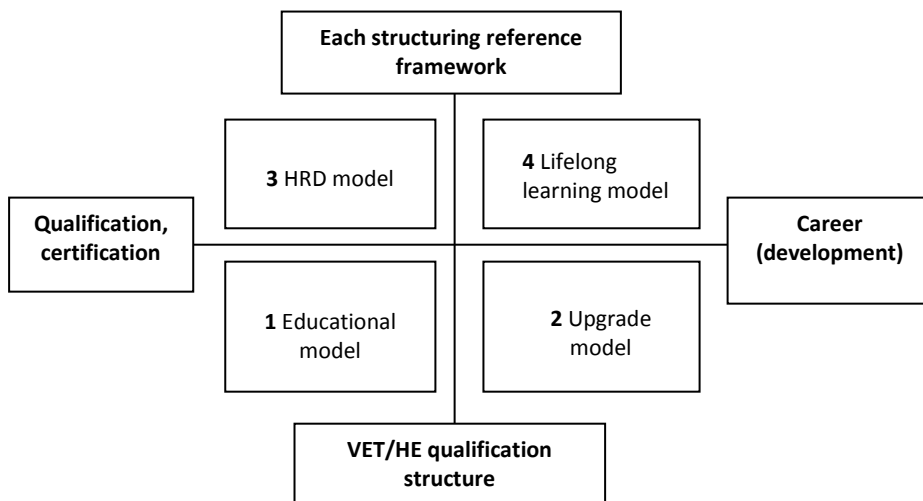 Each structuring reference
framework
3 HRD model
4 Lifelong
learning model
Qualification,
certification
Career
(development)
1 Educational
model
2 Upgrade
model
VET/HE qualification
structure